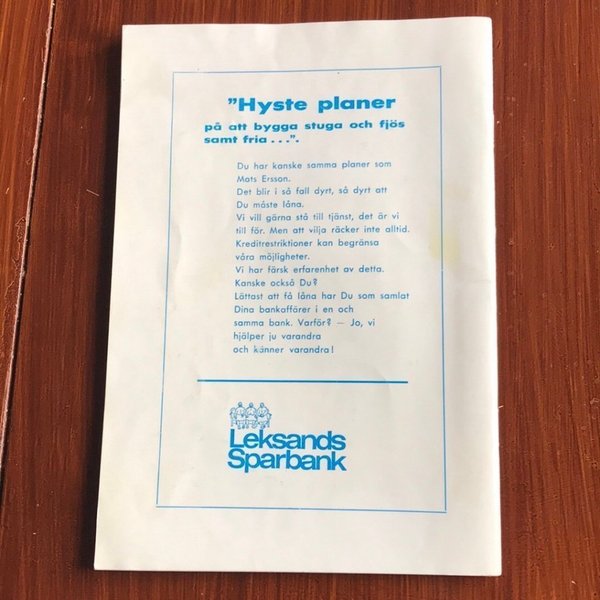 ”Hyste planer
på att bygga stuga och fjös
samt fria . . .”.
Du har kanske samma planer som
Mats Ersson.
Det blir i så fall dyrt, så dyrt att
Du måste låna.
Vi vill gärna stå till tjänst, det är vi
till för. Men att vilja räcker inte alltid.
Kreditrestriktioner kan begränsa
våra möjligheter.
Vi har färsk erfarenhet av detta.
Kanske också Du?
Löttast att få låna har Du som samlat
Dina bankaffärer i en och
samma bank. Varför? — Jo, vi
hjälper ju varandra
och känner varandra!
Leksands
Sparbank